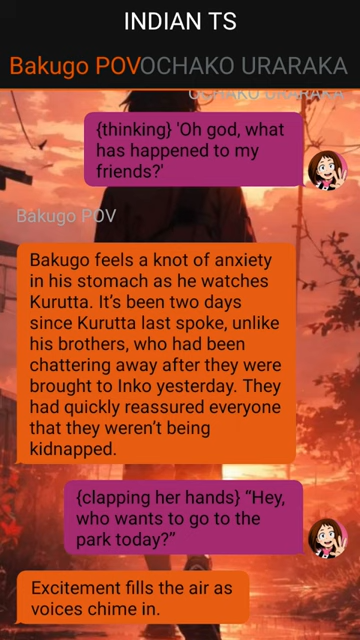 INDIAN TS
Bakugo POV OCHAKO URARAKA
OCHAKO URARAKA
{thinking} 'Oh god, what
has happened to my
friends?'
Bakugo POV
Bakugo feels a knot of anxiety
in his stomach as he watches
Kurutta. It's been two days
since Kurutta last spoke, unlike
his brothers, who had been
chattering away after they were
brought to Inko yesterday. They
had quickly reassured everyone
that they weren't being
kidnapped.
{clapping her hands} “Hey,
who wants to go to the
park today?”
Excitement fills the air as
voices chime in.